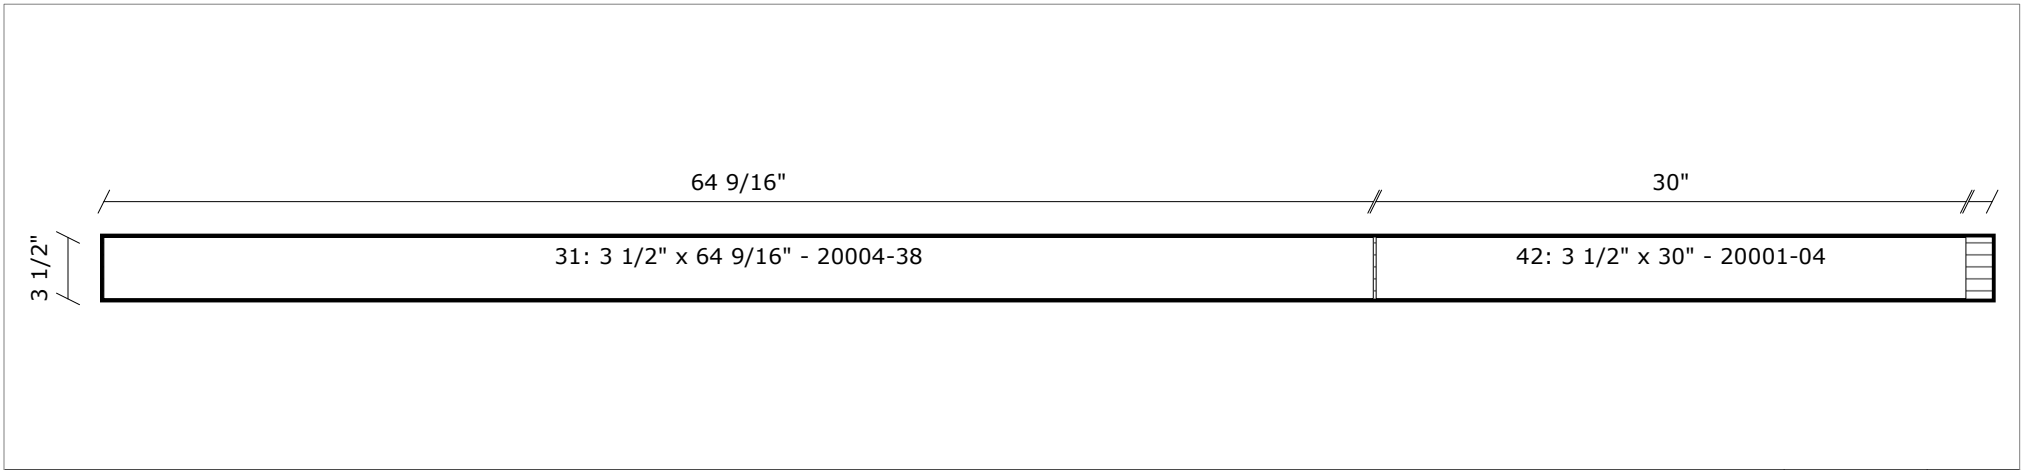 64 9/16"
30"
3 1/2"
31: 3 1/2" x 64 9/16" - 20004-38
42: 3 1/2" x 30" - 20001-04